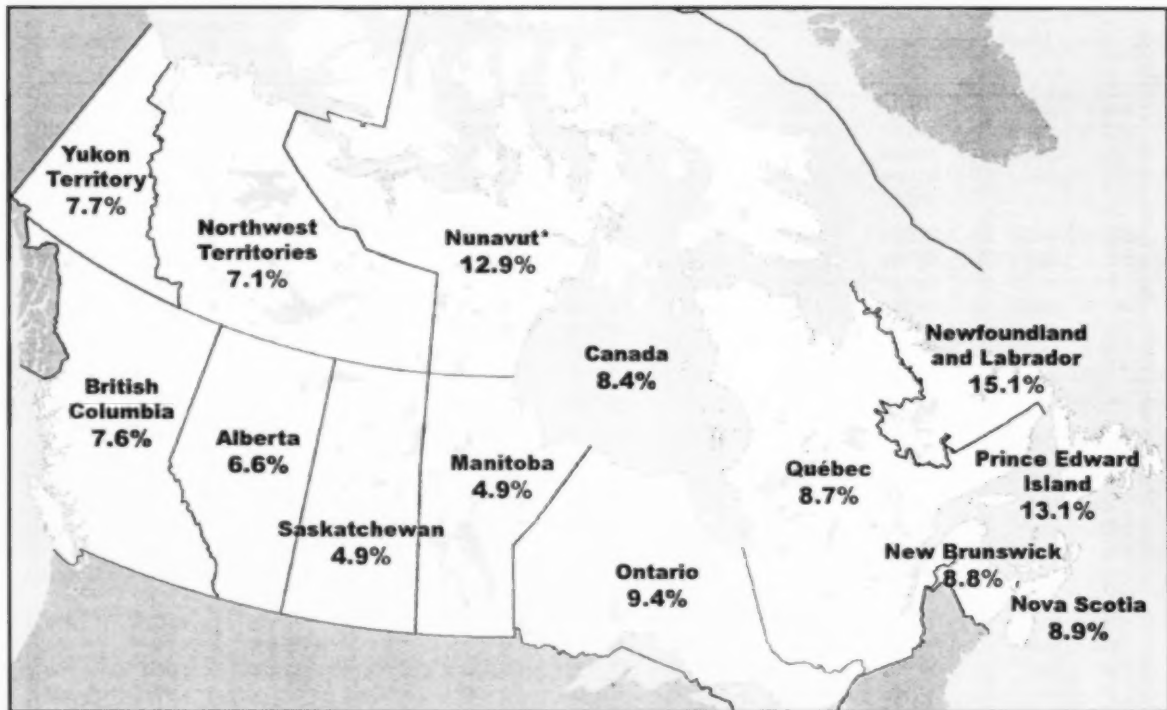 Yukon
Territory
7.7%
Northwest
Territories
7.1%
Nunavut*
12.9%
Canada
8.4%
Newfoundland
and Labrador
15.1%
British
Columbia
7.6%
Alberta
6.6%
Saskatchewan
4.9%
Manitoba
4.9%
Ontario
9.4%
Québec
8.7%
Prince Edward
Island
13.1%
New Brunswick
8.8%
Nova Scotia
8.9%